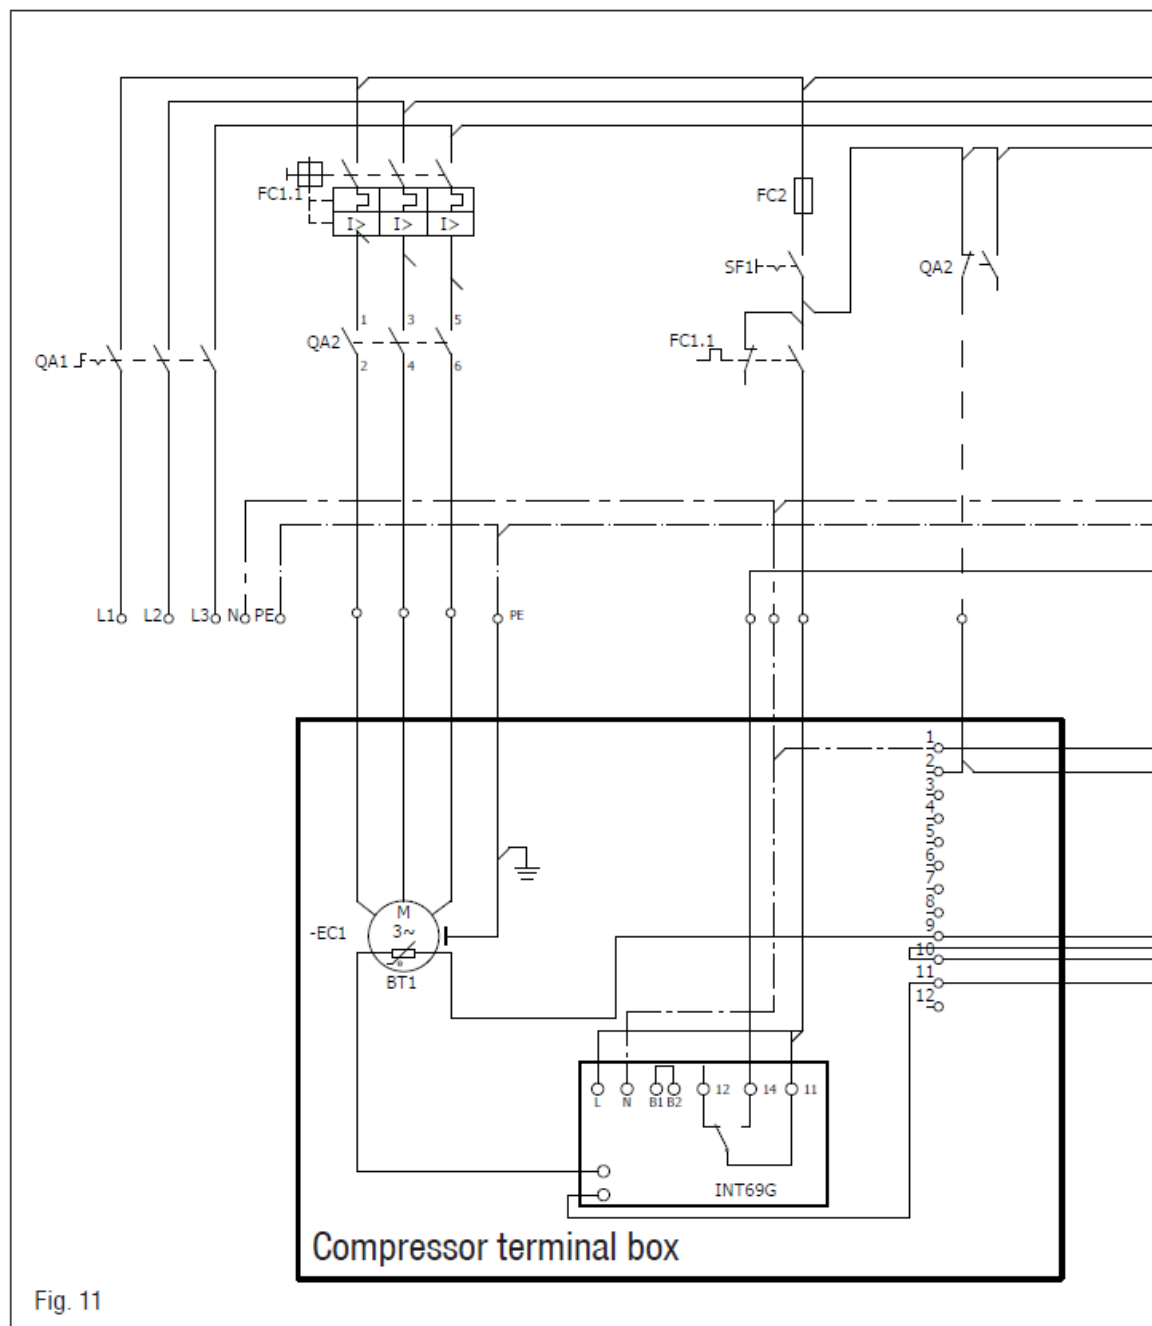 FC1.1
I> I> I>
FC2
SF1
QA2
1 3 5
QA2
FC1.1
QA1
2 4 6
L1 L2 L3 N PE
PE
1
2
3
4
5
6
7
8
9
10
11
12
M
3~
-EC1
BT1
L N B1 B2 12 14 11
INT69G
Compressor terminal box
Fig. 11